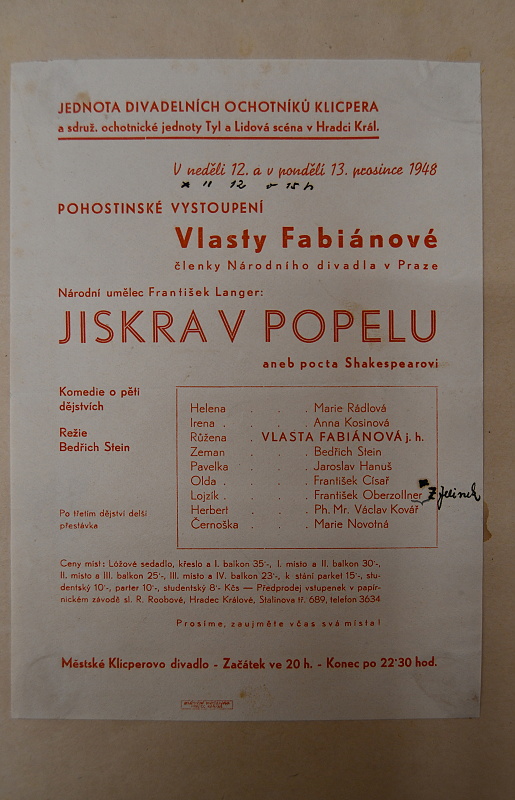 JEDNOTA DIVADELNÍCH OCHOTNÍKŮ KLICPERA
a sdruž. ochotnické jednoty Tyl a Lidová scéna v Hradci Král.
V neděli 12. a v pondělí 13. prosince 1948
× 11 12 v 15 h
POHOSTINSKÉ VYSTOUPENÍ
Vlasty Fabiánové
členky Národního divadla v Praze
Národní umělec František Langer:
JISKRA V POPELU
aneb pocta Shakespearovi
Komedie o pěti
dějstvích
Režie
Bedřich Stein
Po třetím dějství delší
přestávka
Helena . . . Marie Rádlová
Irena . . . Anna Kosinová
Růžena . VLASTA FABIÁNOVÁ j. h.
Zeman . . . Bedřich Stein
Pavelka . . . Jaroslav Hanuš
Olda . . . František Císař
Lojzík . . . František Oberzollner Z Jelinek
Herbert . . . Ph. Mr. Václav Kovář
Černoška . . . Marie Novotná
Ceny míst: Lóžové sedadlo, křeslo a I. balkon 35·-, I. místo a II. balkon 30·-,
II. místo a III. balkon 25·-, III. místo a IV. balkon 23·-, k stání parket 15·-, stu-
dentský 10·-, parter 10·-, studentský 8·- Kčs — Předprodej vstupenek v papír-
nickém závodě sl. R. Roobové, Hradec Králové, Stalinova tř. 689, telefon 3634
Prosíme, zaujměte včas svá místa!
Městské Klicperovo divadlo - Začátek ve 20 h. - Konec po 22·30 hod.